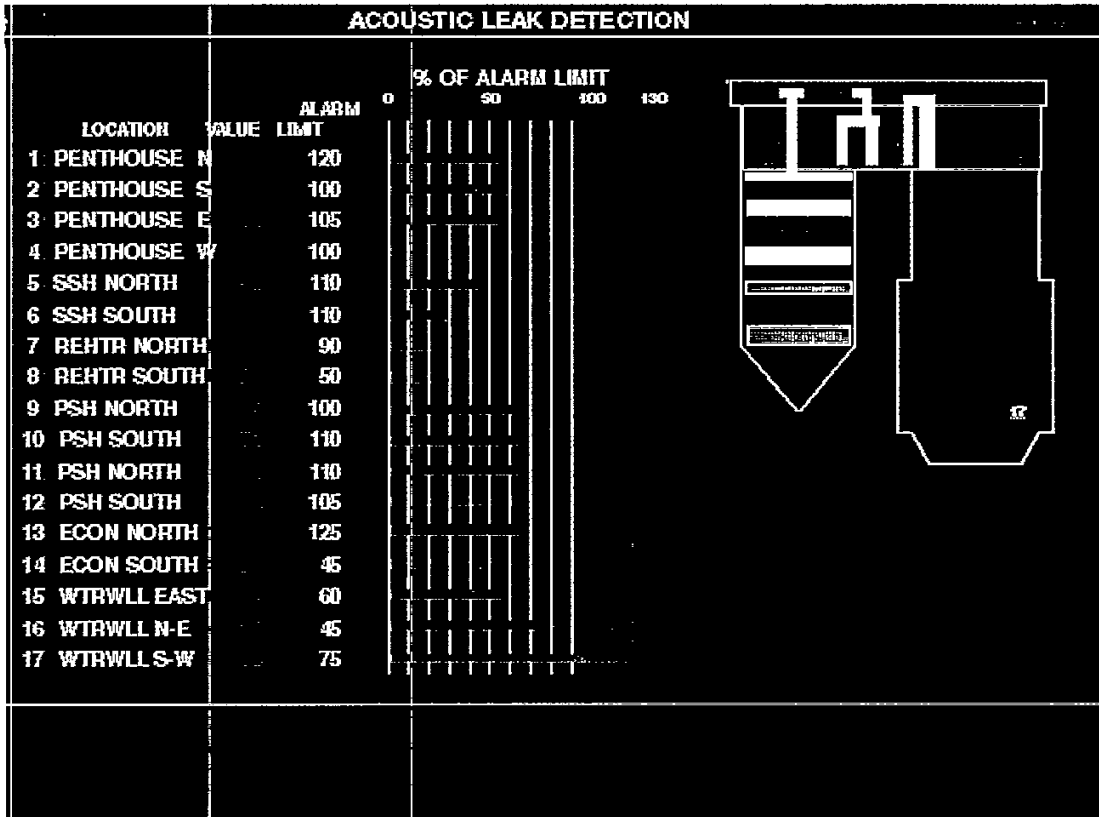 ACOUSTIC LEAK DETECTION
% OF ALARM LIMIT
0 50 100 130
ALARM
LOCATION VALUE LIMIT
1 PENTHOUSE N 120
2 PENTHOUSE S 100
3 PENTHOUSE E 105
4 PENTHOUSE W 100
5 SSH NORTH 110
6 SSH SOUTH 110
7 REHTR NORTH 90
8 REHTR SOUTH 50
9 PSH NORTH 100
10 PSH SOUTH 110
11 PSH NORTH 110
12 PSH SOUTH 105
13 ECON NORTH 125
14 ECON SOUTH 45
15 WTRWLL EAST 60
16 WTRWLL N-E 45
17 WTRWLL S-W 75
17